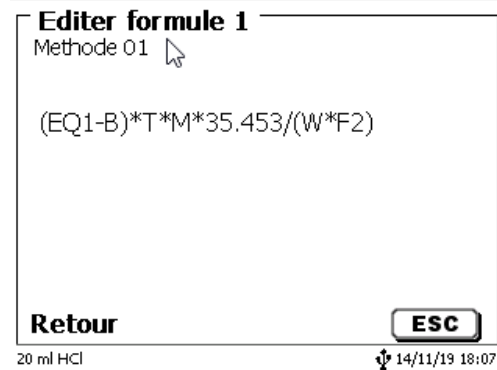 Editer formule 1
Methode 01
(EQ1-B)*T*M*35.453/(W*F2)
Retour
ESC
20 ml HCl
14/11/19 18:07